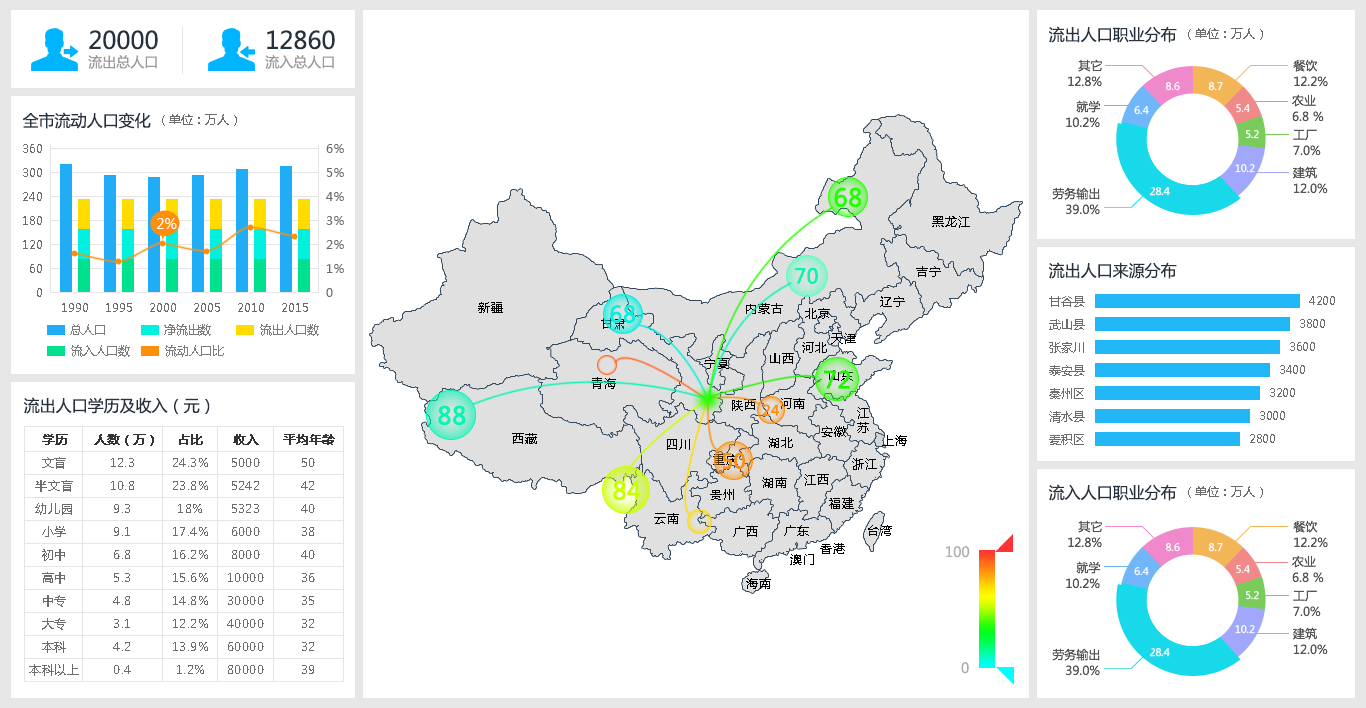 20000
流出总人口
12860
流入总人口
全市流动人口变化 （单位：万人）
360 6%
300 5%
240 4%
180 3%
120 2%
60 1%
0 0
2%
1990 1995 2000 2005 2010 2015
总人口 净流出数 流出人口数
流入人口数 流动人口比
流出人口学历及收入（元）
学历 人数（万） 占比 收入 平均年龄
文盲 12.3 24.3% 5000 50
半文盲 10.8 23.8% 5242 42
幼儿园 9.3 18% 5323 40
小学 9.1 17.4% 6000 38
初中 6.8 16.2% 8000 40
高中 5.3 15.6% 10000 36
中专 4.8 14.8% 30000 35
大专 3.1 12.2% 40000 32
本科 4.2 13.9% 60000 32
本科以上 0.4 1.2% 80000 39
68
黑龙江
70
吉宁
新疆
68
甘肃
内蒙古
辽宁
北京
天津
河北
山西
宁夏
山东
72
青海
88
陕西
24
河南
江
苏
西藏
四川
湖北
安徽
上海
重庆
90
浙江
84
贵州
湖南
江西
福建
云南
广西
广东
台湾
香港
澳门
海南
100
0
流出人口职业分布 （单位：万人）
其它
12.8%
8.6
8.7
餐饮
12.2%
就学
10.2%
6.4
5.4
农业
6.8 %
5.2
工厂
7.0%
10.2
建筑
12.0%
劳务输出
39.0%
28.4
流出人口来源分布
甘谷县 4200
武山县 3800
张家川 3600
泰安县 3400
秦州区 3200
清水县 3000
麦积区 2800
流入人口职业分布 （单位：万人）
其它
12.8%
8.6
8.7
餐饮
12.2%
就学
10.2%
6.4
5.4
农业
6.8 %
5.2
工厂
7.0%
10.2
建筑
12.0%
劳务输出
39.0%
28.4